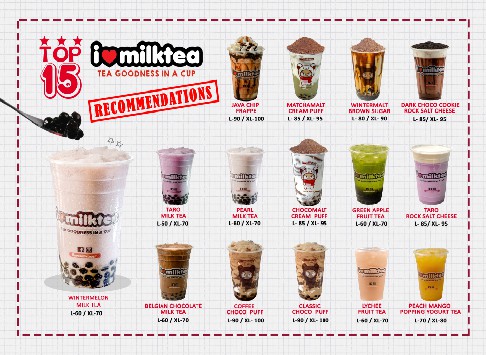 TOP
15
i♥milktea
TEA GOODNESS IN A CUP
RECOMMENDATIONS
JAVA CHIP
FRAPPE
L-90 / XL-100
MATCHAMALT
CREAM PUFF
L- 85 / XL- 95
WINTERMALT
BROWN SUGAR
L- 80 / XL- 90
DARK CHOCO COOKIE
ROCK SALT CHEESE
L- 85/ XL- 95
i♥milktea
TEA GOODNESS IN A CUP
WINTERMELON
MILK TEA
L-60 / XL-70
TARO
MILK TEA
L-60 / XL-70
PEARL
MILK TEA
L-60 / XL-70
CHOCOMALT
CREAM PUFF
L- 85 / XL- 95
GREEN APPLE
FRUIT TEA
L-60 / XL-70
TARO
ROCK SALT CHEESE
L- 85/ XL- 95
BELGIAN CHOCOLATE
MILK TEA
L-60 / XL-70
COFFEE
CHOCO PUFF
L-90 / XL- 100
CLASSIC
CHOCO PUFF
L-90 / XL- 100
LYCHEE
FRUIT TEA
L-60 / XL-70
PEACH MANGO
POPPING YOGURT TEA
L-70 / XL-80